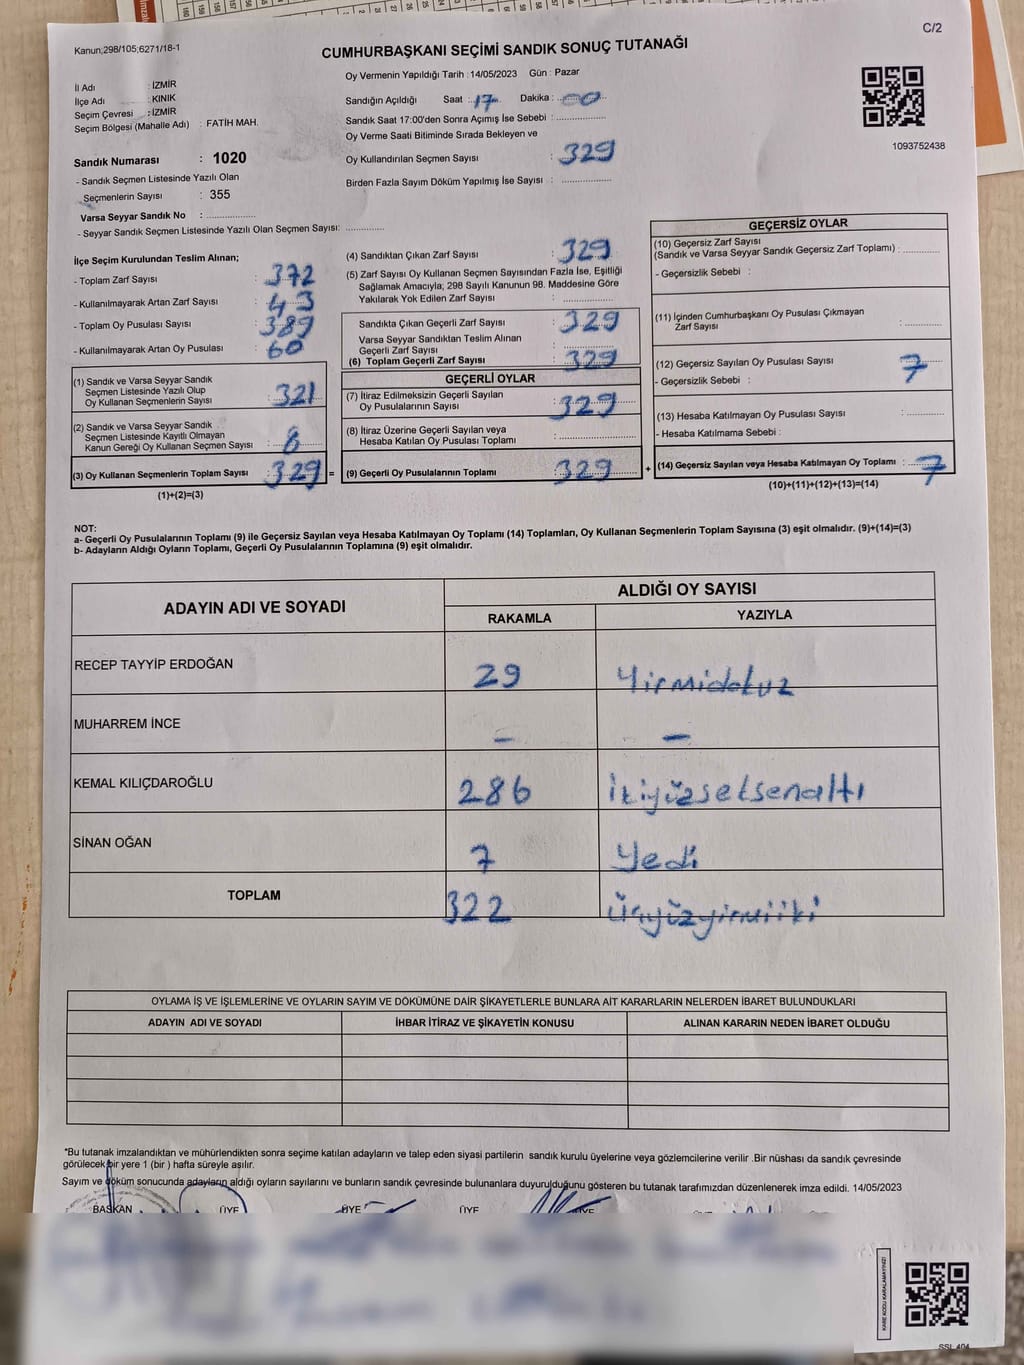 C/2
Kanun;298/105;6271/18-1
CUMHURBAŞKANI SEÇİMİ SANDIK SONUÇ TUTANAĞI
İl Adı : İZMİR
İlçe Adı : KINIK
Seçim Çevresi : İZMİR
Seçim Bölgesi (Mahalle Adı) : FATİH MAH.
Oy Vermenin Yapıldığı Tarih :14/05/2023 Gün : Pazar
Sandığın Açıldığı Saat : 17 Dakika : 00
Sandık Saat 17:00'den Sonra Açımış İse Sebebi :
Oy Verme Saati Bitiminde Sırada Bekleyen ve
Oy Kullandırılan Seçmen Sayısı : 329
Birden Fazla Sayım Döküm Yapılmış İse Sayısı :
1093752438
Sandık Numarası : 1020
- Sandık Seçmen Listesinde Yazılı Olan
Seçmenlerin Sayısı : 355
Varsa Seyyar Sandık No :
- Seyyar Sandık Seçmen Listesinde Yazılı Olan Seçmen Sayısı:
İlçe Seçim Kurulundan Teslim Alınan;
- Toplam Zarf Sayısı : 372
- Kullanılmayarak Artan Zarf Sayısı : 43
- Toplam Oy Pusulası Sayısı : 389
- Kullanılmayarak Artan Oy Pusulası : 60
(1) Sandık ve Varsa Seyyar Sandık
Seçmen Listesinde Yazılı Olup
Oy Kullanan Seçmenlerin Sayısı : 321
(2) Sandık ve Varsa Seyyar Sandık
Seçmen Listesinde Kayıtlı Olmayan
Kanun Gereği Oy Kullanan Seçmen Sayısı : 8
(3) Oy Kullanan Seçmenlerin Toplam Sayısı : 329 =
(1)+(2)=(3)
(4) Sandıktan Çıkan Zarf Sayısı : 329
(5) Zarf Sayısı Oy Kullanan Seçmen Sayısından Fazla İse, Eşitliği
Sağlamak Amacıyla; 298 Sayılı Kanunun 98. Maddesine Göre
Yakılarak Yok Edilen Zarf Sayısı :
Sandıkta Çıkan Geçerli Zarf Sayısı : 329
Varsa Seyyar Sandıktan Teslim Alınan
Geçerli Zarf Sayısı :
(6) Toplam Geçerli Zarf Sayısı : 329
GEÇERLİ OYLAR
(7) İtiraz Edilmeksizin Geçerli Sayılan
Oy Pusulalarının Sayısı : 329
(8) İtiraz Üzerine Geçerli Sayılan veya
Hesaba Katılan Oy Pusulası Toplamı :
(9) Geçerli Oy Pusulalarının Toplamı : 329 +
GEÇERSİZ OYLAR
(10) Geçersiz Zarf Sayısı
(Sandık ve Varsa Seyyar Sandık Geçersiz Zarf Toplamı) :
- Geçersizlik Sebebi :
(11) İçinden Cumhurbaşkanı Oy Pusulası Çıkmayan
Zarf Sayısı :
(12) Geçersiz Sayılan Oy Pusulası Sayısı : 7
- Geçersizlik Sebebi :
(13) Hesaba Katılmayan Oy Pusulası Sayısı :
- Hesaba Katılmama Sebebi :
(14) Geçersiz Sayılan veya Hesaba Katılmayan Oy Toplamı : 7
(10)+(11)+(12)+(13)=(14)
NOT:
a- Geçerli Oy Pusulalarının Toplamı (9) ile Geçersiz Sayılan veya Hesaba Katılmayan Oy Toplamı (14) Toplamları, Oy Kullanan Seçmenlerin Toplam Sayısına (3) eşit olmalıdır. (9)+(14)=(3)
b- Adayların Aldığı Oyların Toplamı, Geçerli Oy Pusulalarının Toplamına (9) eşit olmalıdır.
ADAYIN ADI VE SOYADI ALDIĞI OY SAYISI
RAKAMLA YAZIYLA
RECEP TAYYİP ERDOĞAN 29 Yirmidokuz
MUHARREM İNCE - -
KEMAL KILIÇDAROĞLU 286 İkiyüzseksenaltı
SİNAN OĞAN 7 Yedi
TOPLAM 322 Üçyüzyirmiiki
OYLAMA İŞ VE İŞLEMLERİNE VE OYLARIN SAYIM VE DÖKÜMÜNE DAİR ŞİKAYETLERLE BUNLARA AİT KARARLARIN NELERDEN İBARET BULUNDUKLARI
ADAYIN ADI VE SOYADI İHBAR İTİRAZ VE ŞİKAYETİN KONUSU ALINAN KARARIN NEDEN İBARET OLDUĞU
*Bu tutanak imzalandıktan ve mühürlendikten sonra seçime katılan adayların ve talep eden siyasi partilerin sandık kurulu üyelerine veya gözlemcilerine verilir .Bir nüshası da sandık çevresinde
görülecek bir yere 1 (bir ) hafta süreyle asılır.
Sayım ve döküm sonucunda adayların aldığı oyların sayılarını ve bunların sandık çevresinde bulunanlara duyurulduğunu gösteren bu tutanak tarafımızdan düzenlenerek imza edildi. 14/05/2023
BAŞKAN ÜYE ÜYE ÜYE
KAREKODU KARALAMAYINIZ!